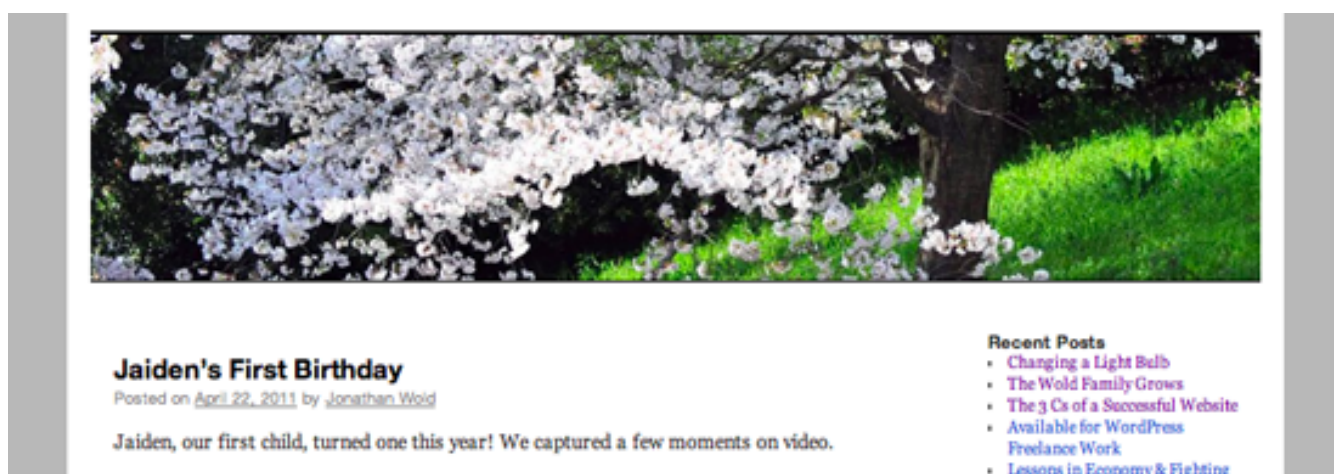 Jaiden's First Birthday
Posted on April 22, 2011 by Jonathan Wold
Jaiden, our first child, turned one this year! We captured a few moments on video.
Recent Posts
Changing a Light Bulb
The Wold Family Grows
The 3 Cs of a Successful Website
Available for WordPress
Freelance Work
Lessons in Economy & Fighting